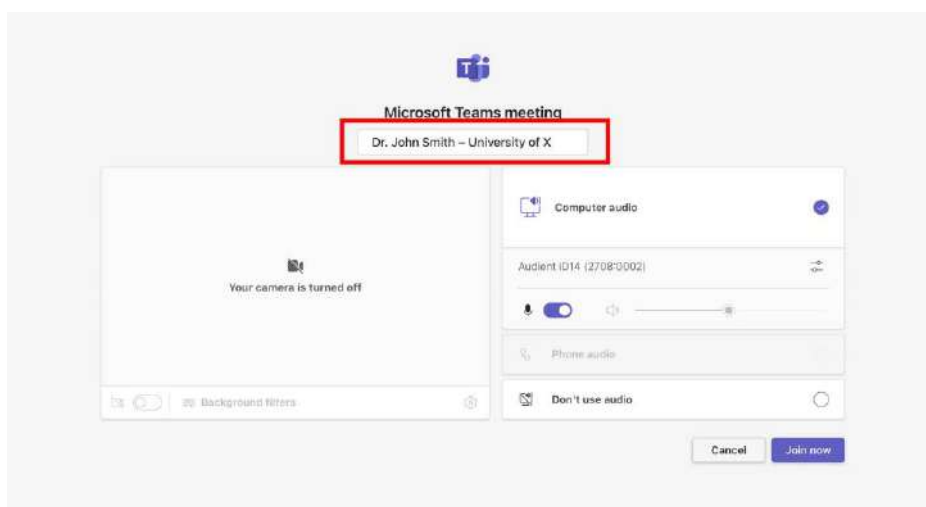 Microsoft Teams meeting
Dr. John Smith – University of X
Computer audio
Audient iD14 (2708:0002)
Your camera is turned off
Phone audio
Background filters
Don't use audio
Cancel
Join now